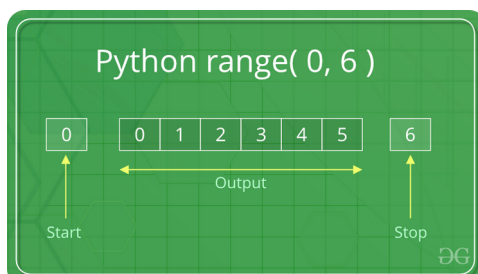 Python range( 0, 6 )
0 0 1 2 3 4 5 6
Output
Start Stop
GG